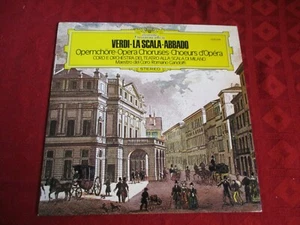 VERDI·LA SCALA·ABBADO
Opernchöre·Opera Choruses·Choeurs d'Opéra
CORO E ORCHESTRA DEL TEATRO ALLA SCALA DI MILANO
Maestro del Coro: Romano Gandolfi